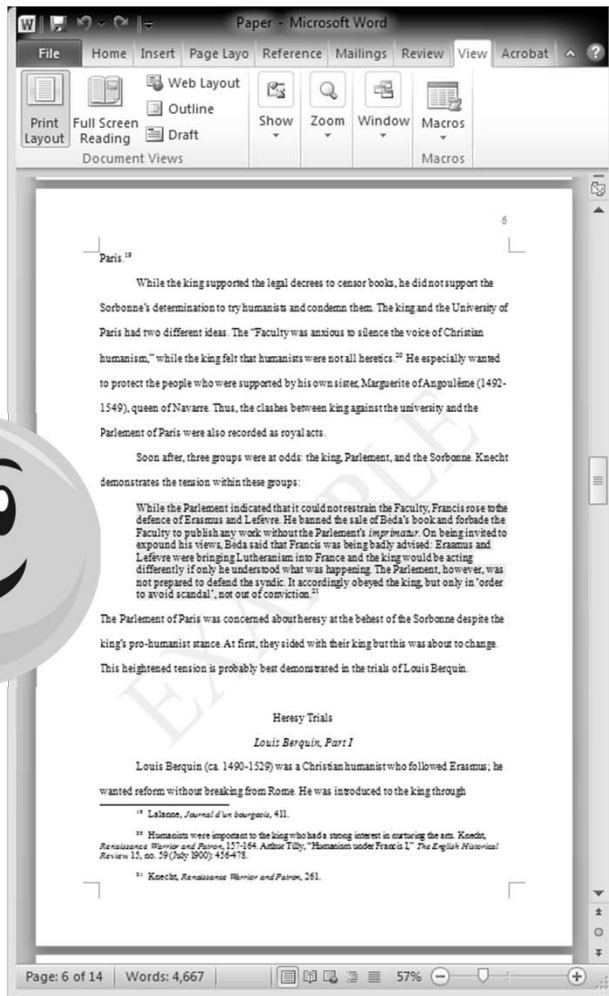 Paper - Microsoft Word
File Home Insert Page Layo Reference Mailings Review View Acrobat
Print Layout
Full Screen Reading
Web Layout
Outline
Draft
Show
Zoom
Window
Macros
Document Views
Macros
6
Paris.¹⁹
While the king supported the legal decrees to censor books, he did not support the
Sorbonne's determination to try humanists and condemn them. The king and the University of
Paris had two different ideas. The “Faculty was anxious to silence the voice of Christian
humanism,” while the king felt that humanists were not all heretics.²⁰ He especially wanted
to protect the people who were supported by his own sister, Marguerite of Angoulême (1492-
1549), queen of Navarre. Thus, the clashes between king against the university and the
Parlement of Paris were also recorded as royal acts.
Soon after, three groups were at odds: the king, Parlement, and the Sorbonne. Knecht
demonstrates the tension within these groups:
While the Parlement indicated that it could not restrain the Faculty, Francis rose to the
defence of Erasmus and Lefèvre. He banned the sale of Béda's book and forbade the
Faculty to publish any work without the Parlement's imprimatur. On being invited to
expound his views, Béda said that Francis was being badly advised: Erasmus and
Lefèvre were bringing Lutheranism into France and the king would be acting
differently if only he understood what was happening. The Parlement, however, was
not prepared to defend the syndic. It accordingly obeyed the king, but only in ‘order
to avoid scandal’, not out of conviction.²¹
The Parlement of Paris was concerned about heresy at the behest of the Sorbonne despite the
king's pro-humanist stance. At first, they sided with their king but this was about to change.
This heightened tension is probably best demonstrated in the trials of Louis Berquin.
EXAMPLE
Heresy Trials
Louis Berquin, Part I
Louis Berquin (ca. 1490-1529) was a Christian humanist who followed Erasmus; he
wanted reform without breaking from Rome. He was introduced to the king through
¹⁹ Lalanne, Journal d'un bourgeois, 411.
²⁰ Humanists were important to the king who had a strong interest in nurturing the arts. Knecht,
Renaissance Warrior and Patron, 157-164. Arthur Tilly, “Humanism under Francis I,” The English Historical
Review 15, no. 59 (July 1900): 456-478.
²¹ Knecht, Renaissance Warrior and Patron, 261.
Page: 6 of 14 Words: 4,667 57%